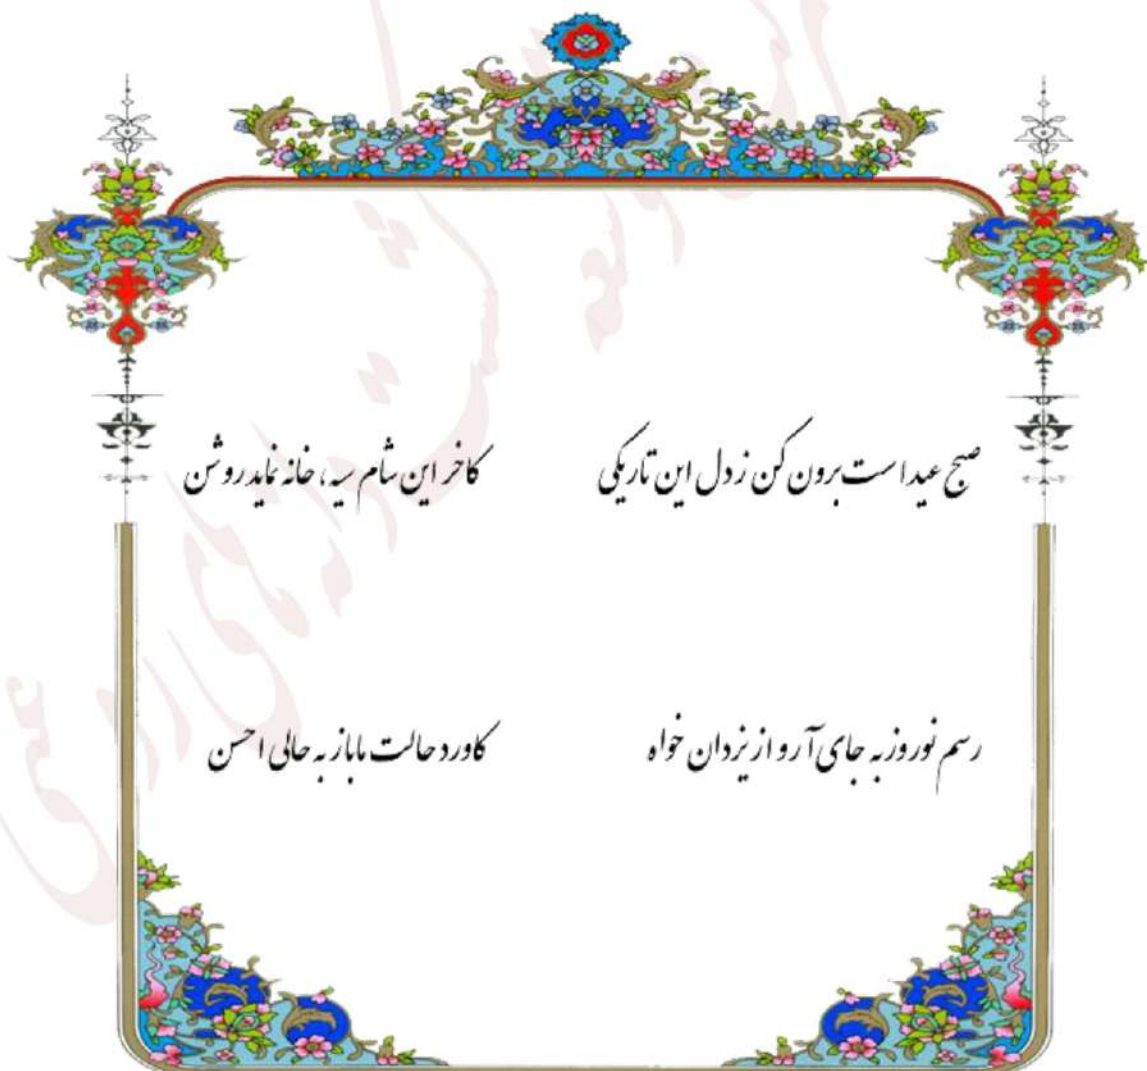 صبح عید است برون کن ز دل این تاریکی کاخر این شام سیه، خانه نماید روشن
رسم نوروز به جای آر و از یزدان خواه کاورد حالت ما باز به حالی احسن